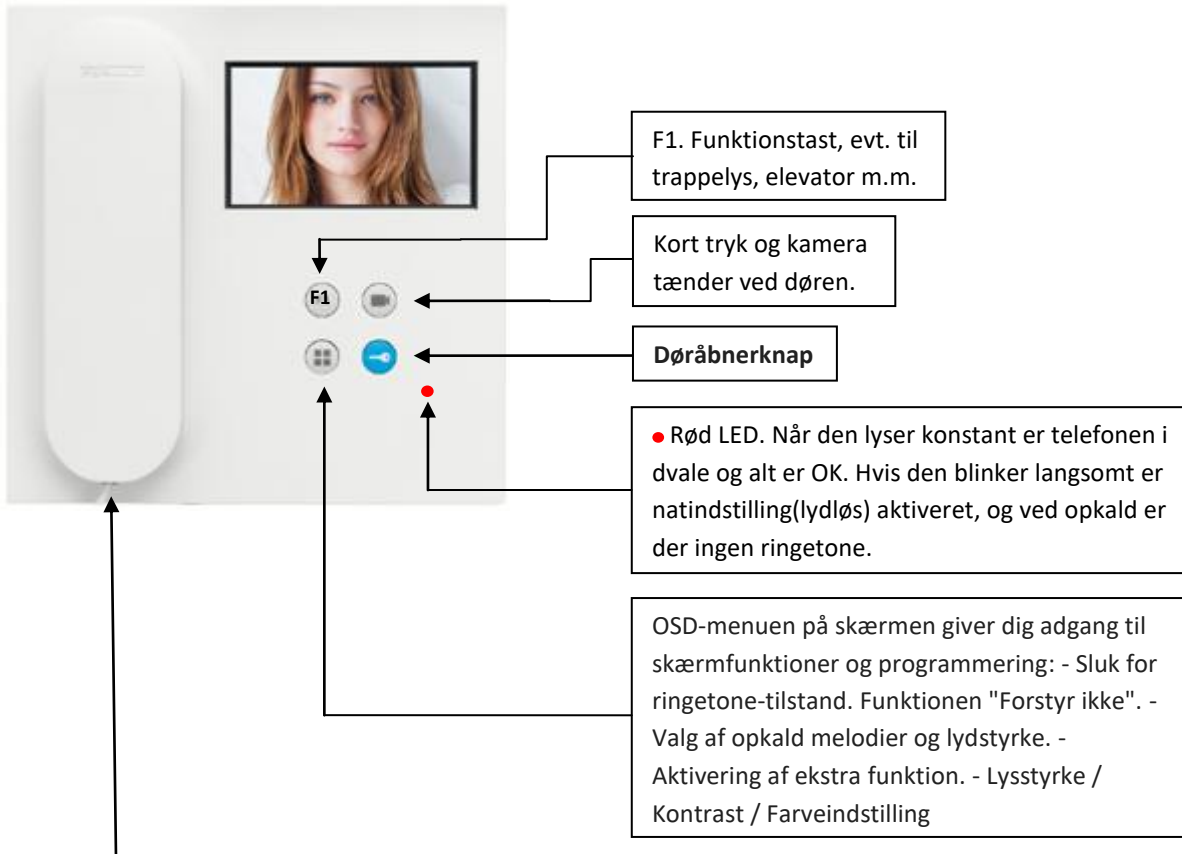 F1. Funktionstast, evt. til
trappelys, elevator m.m.
Kort tryk og kamera
tænder ved døren.
F1
Døråbnerknap
• Rød LED. Når den lyser konstant er telefonen i
dvale og alt er OK. Hvis den blinker langsomt er
natindstilling(lydløs) aktiveret, og ved opkald er
der ingen ringetone.
OSD-menuen på skærmen giver dig adgang til
skærmfunktioner og programmering: - Sluk for
ringetone-tilstand. Funktionen "Forstyr ikke". -
Valg af opkald melodier og lydstyrke. -
Aktivering af ekstra funktion. - Lysstyrke /
Kontrast / Farveindstilling